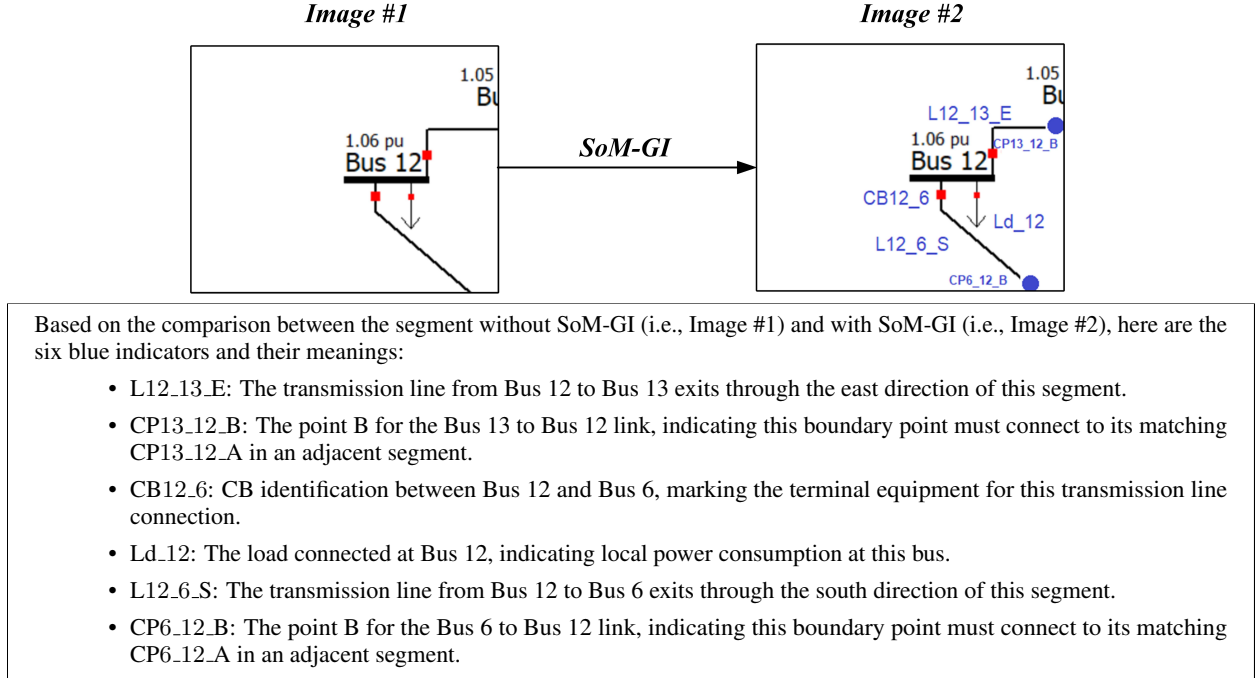 Image #1
Image #2
1.05
Bu
1.06 pu
Bus 12
SoM-GI
1.05
Bu
L12_13_E
1.06 pu
CP13_12_B
Bus 12
CB12_6
Ld_12
L12_6_S
CP6_12_B
Based on the comparison between the segment without SoM-GI (i.e., Image #1) and with SoM-GI (i.e., Image #2), here are the
six blue indicators and their meanings:
• L12_13_E: The transmission line from Bus 12 to Bus 13 exits through the east direction of this segment.
• CP13_12_B: The point B for the Bus 13 to Bus 12 link, indicating this boundary point must connect to its matching
CP13_12_A in an adjacent segment.
• CB12_6: CB identification between Bus 12 and Bus 6, marking the terminal equipment for this transmission line
connection.
• Ld_12: The load connected at Bus 12, indicating local power consumption at this bus.
• L12_6_S: The transmission line from Bus 12 to Bus 6 exits through the south direction of this segment.
• CP6_12_B: The point B for the Bus 6 to Bus 12 link, indicating this boundary point must connect to its matching
CP6_12_A in an adjacent segment.